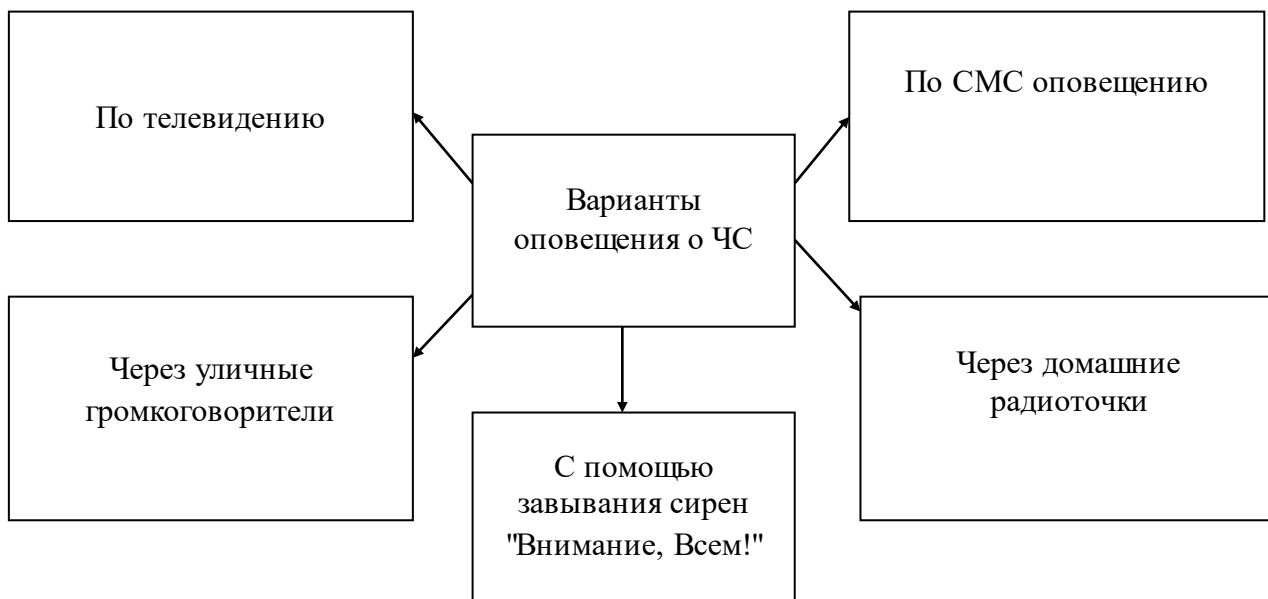 По телевидению
По СМС оповещению
Варианты
оповещения о ЧС
Через уличные
громкоговорители
Через домашние
радиоточки
С помощью
завывания сирен
"Внимание, Всем!"